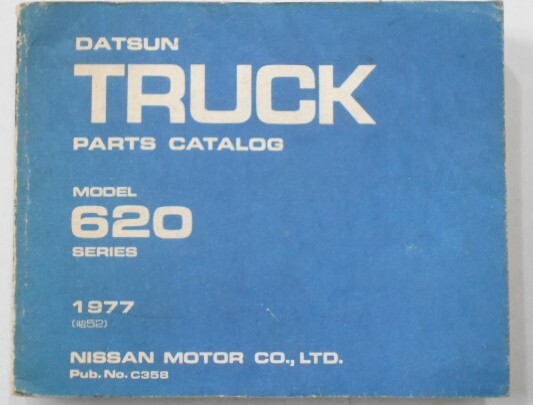 DATSUN
TRUCK
PARTS CATALOG
MODEL
620
SERIES
1977
(昭52)
NISSAN MOTOR CO., LTD.
Pub. No. C358